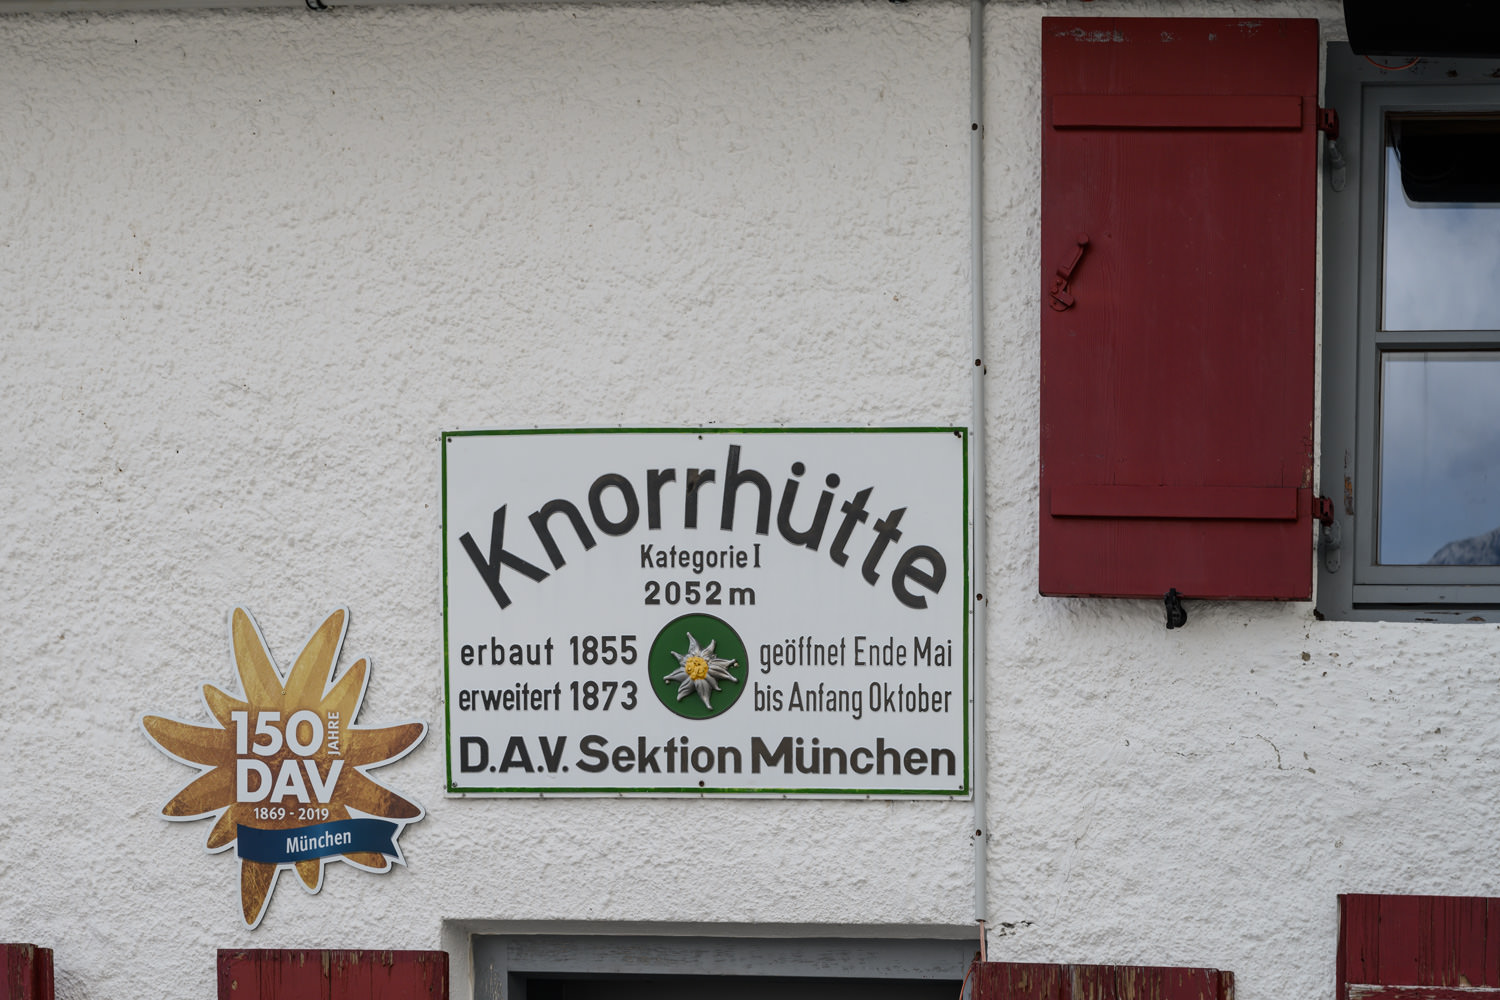 Knorrhütte
Kategorie I
2052 m
erbaut 1855
erweitert 1873
geöffnet Ende Mai
bis Anfang Oktober
D.A.V. Sektion München
150 JAHRE
DAV
1869 - 2019
München